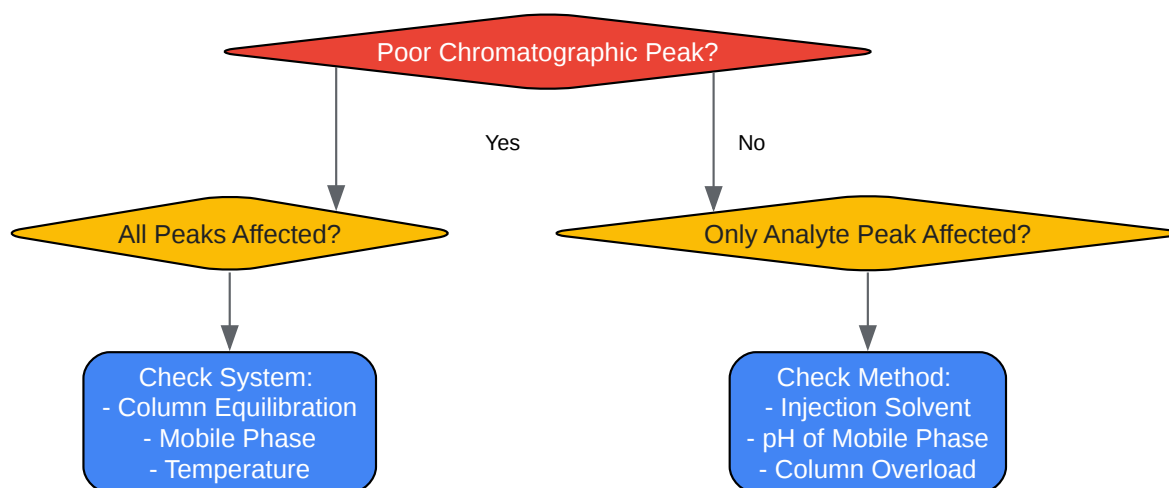 Poor Chromatographic Peak?
Yes
No
All Peaks Affected?
Only Analyte Peak Affected?
Check System:
- Column Equilibration
- Mobile Phase
- Temperature
Check Method:
- Injection Solvent
- pH of Mobile Phase
- Column Overload